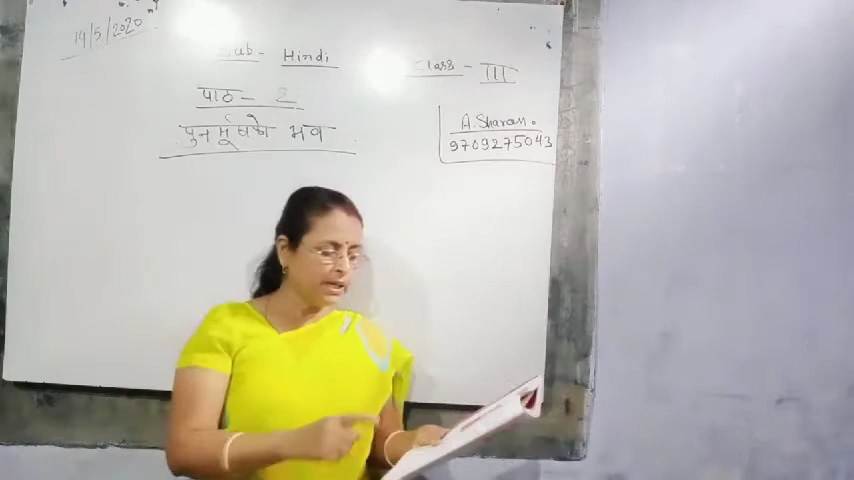 14/5/2020
Sub - Hindi
Class - III
पाठ - 2
पुनर्मूषको भव
A. Sharan.
9709275043